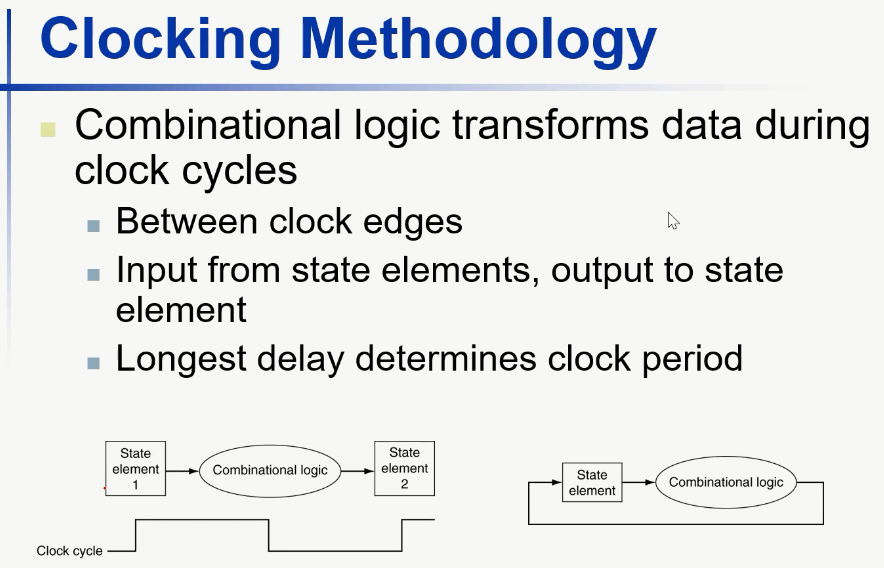 Clocking Methodology
Combinational logic transforms data during
clock cycles
Between clock edges
Input from state elements, output to state
element
Longest delay determines clock period
State
element
1
Combinational logic
State
element
2
Clock cycle
State
element
Combinational logic